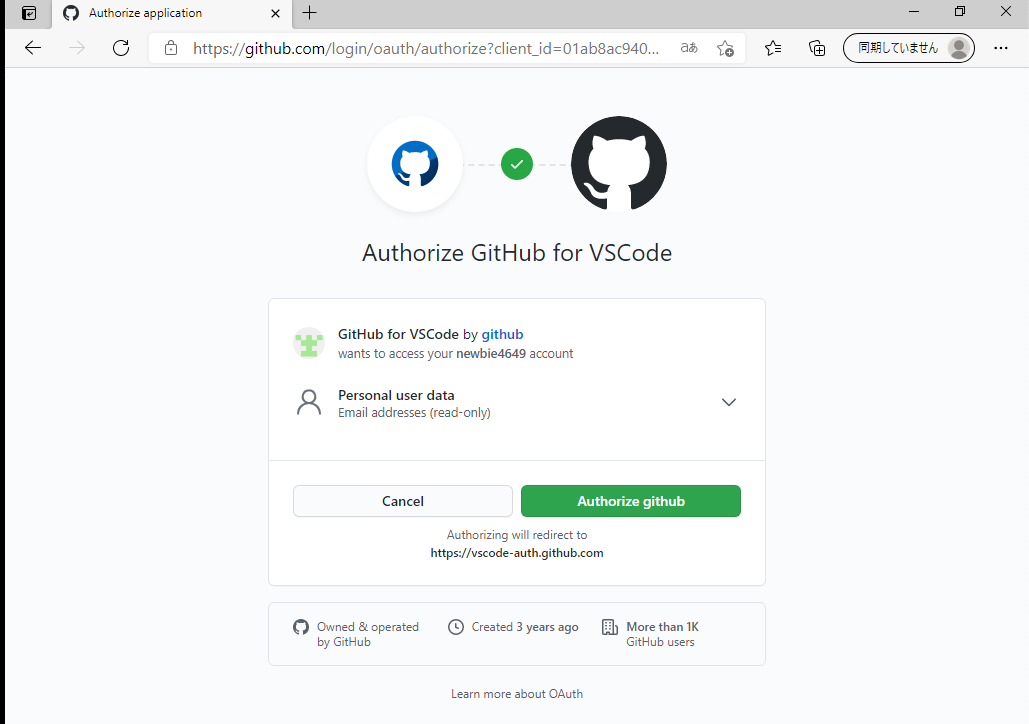 Authorize application
https://github.com/login/oauth/authorize?client_id=01ab8ac940...
aあ
同期していません
Authorize GitHub for VSCode
GitHub for VSCode by github
wants to access your newbie4649 account
Personal user data
Email addresses (read-only)
Cancel
Authorize github
Authorizing will redirect to
https://vscode-auth.github.com
Owned & operated
by GitHub
Created 3 years ago
More than 1K
GitHub users
Learn more about OAuth